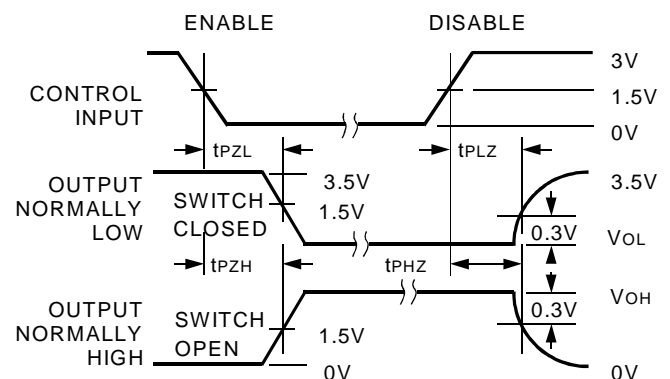 ENABLE
DISABLE
CONTROL
INPUT
3V
1.5V
0V
tPZL
tPLZ
OUTPUT
NORMALLY
LOW
SWITCH
CLOSED
3.5V
1.5V
3.5V
0.3V
VOL
tPZH
tPHZ
OUTPUT
NORMALLY
HIGH
SWITCH
OPEN
1.5V
0V
VOH
0.3V
0V